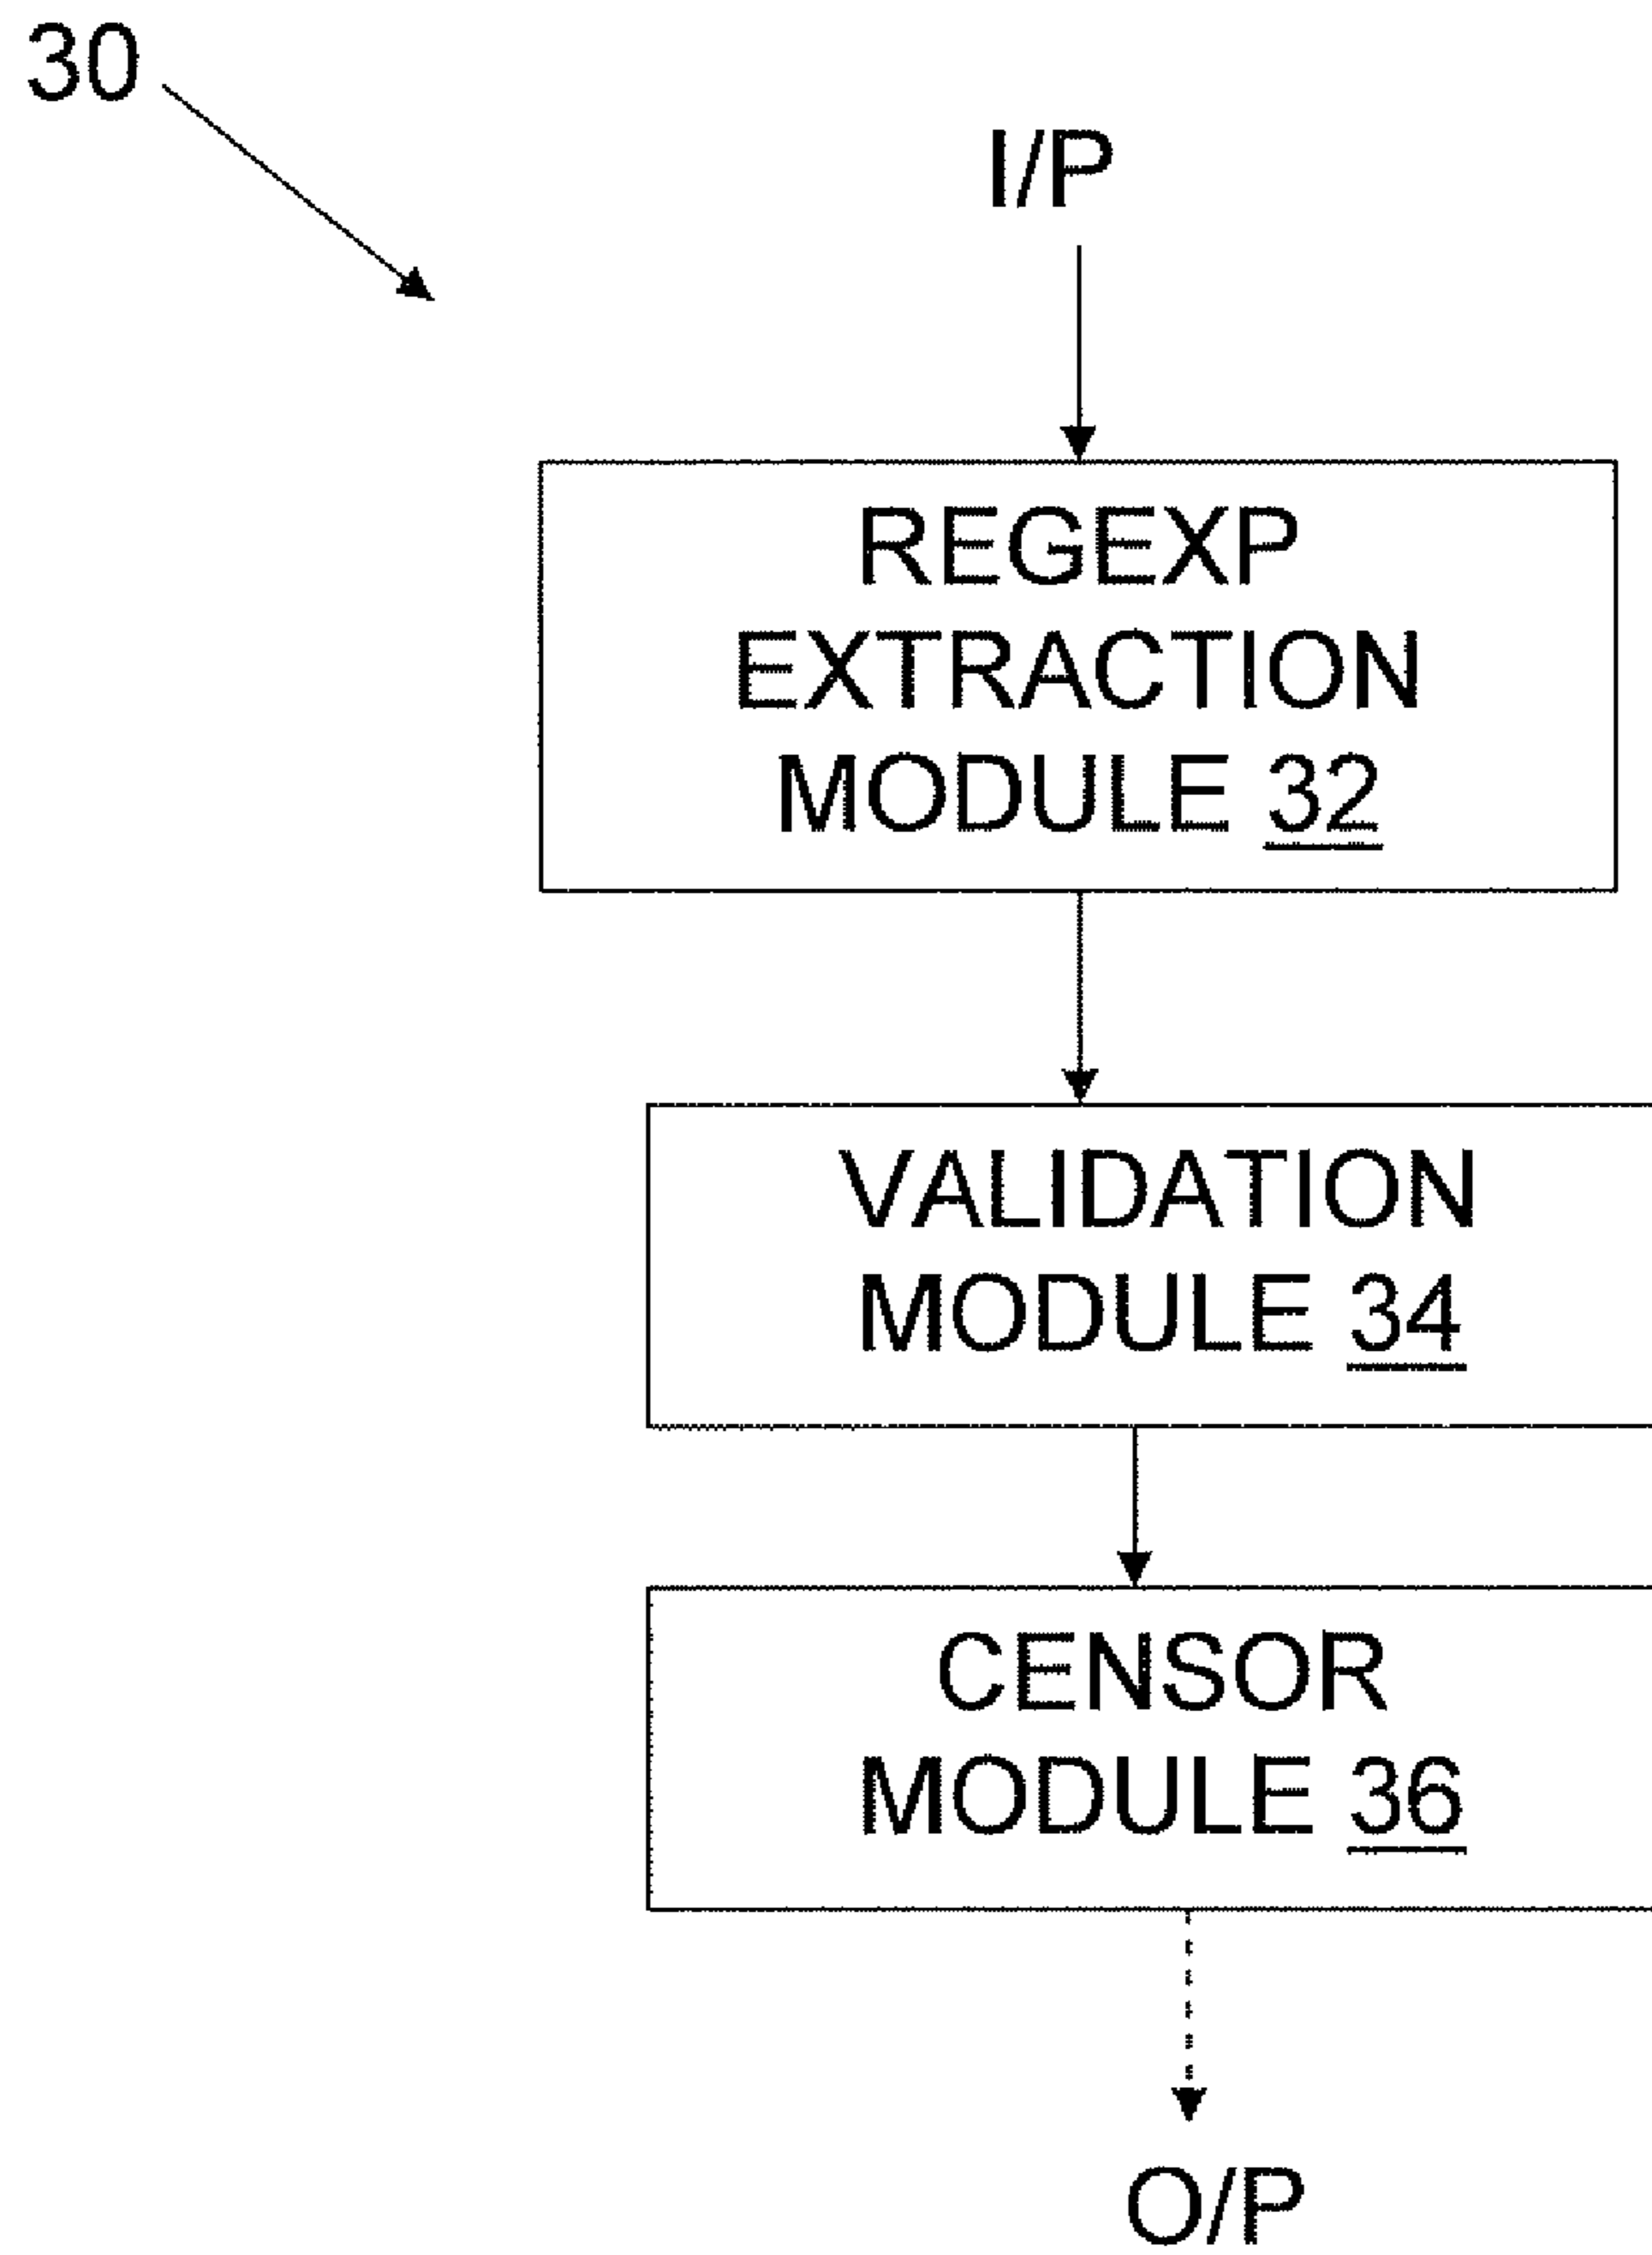 30
I/P
REGEXP
EXTRACTION
MODULE 32
VALIDATION
MODULE 34
CENSOR
MODULE 36
O/P